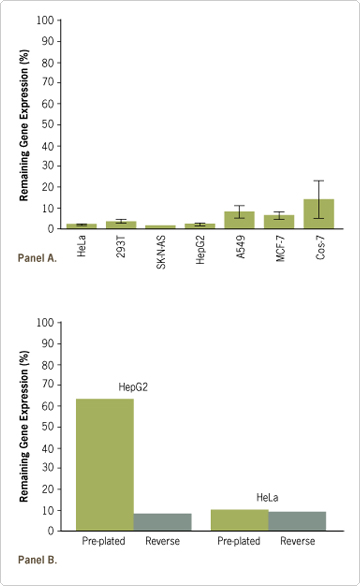 Remaining Gene Expression (%)
100
90
80
70
60
50
40
30
20
10
0
HeLa
293T
SK-N-AS
HepG2
A549
MCF-7
Cos-7
Panel A.
Remaining Gene Expression (%)
100
90
80
70
60
50
40
30
20
10
0
HepG2
HeLa
Pre-plated Reverse Pre-plated Reverse
Panel B.